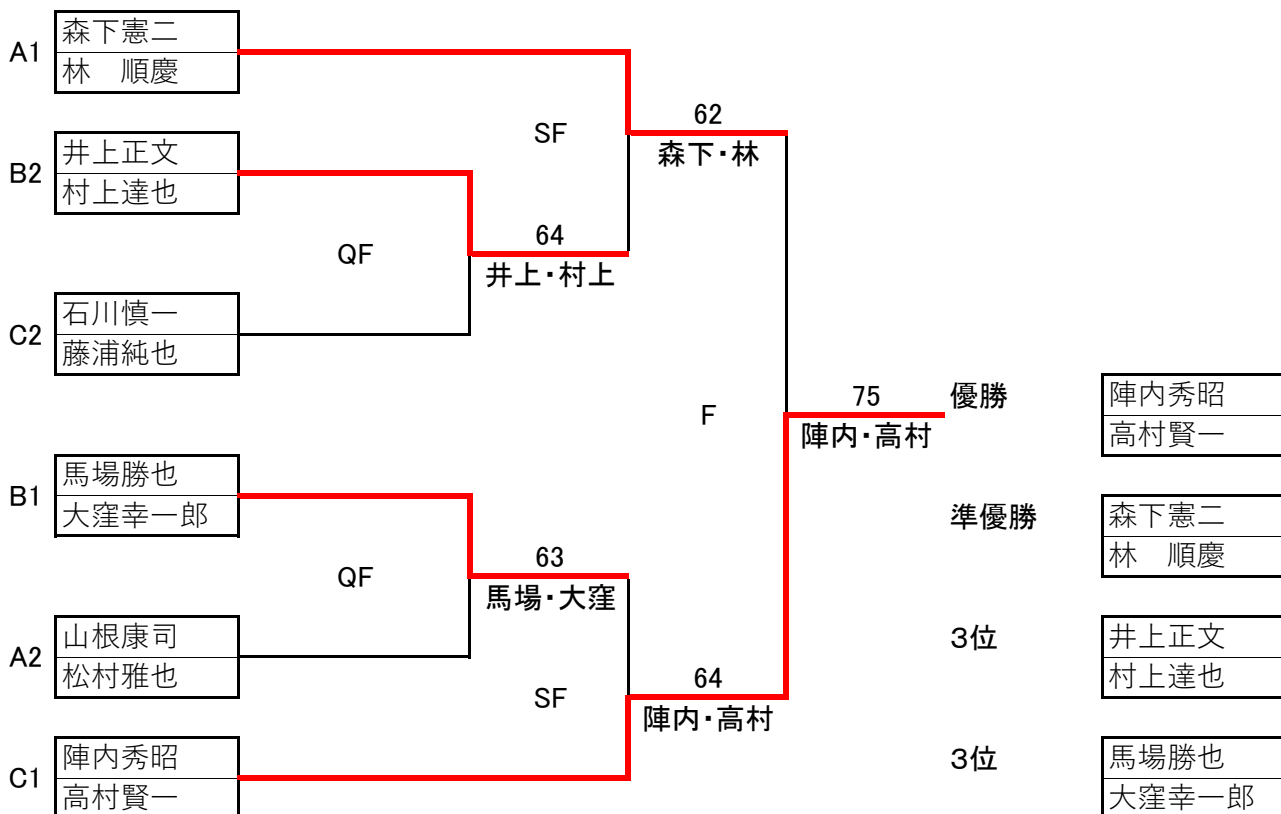 A1
森下憲二
林　順慶
B2
井上正文
村上達也
C2
石川慎一
藤浦純也
B1
馬場勝也
大窪幸一郎
A2
山根康司
松村雅也
C1
陣内秀昭
高村賢一
QF
64
井上・村上
QF
63
馬場・大窪
SF
62
森下・林
SF
64
陣内・高村
F
75
陣内・高村
優勝
陣内秀昭
高村賢一
準優勝
森下憲二
林　順慶
3位
井上正文
村上達也
3位
馬場勝也
大窪幸一郎